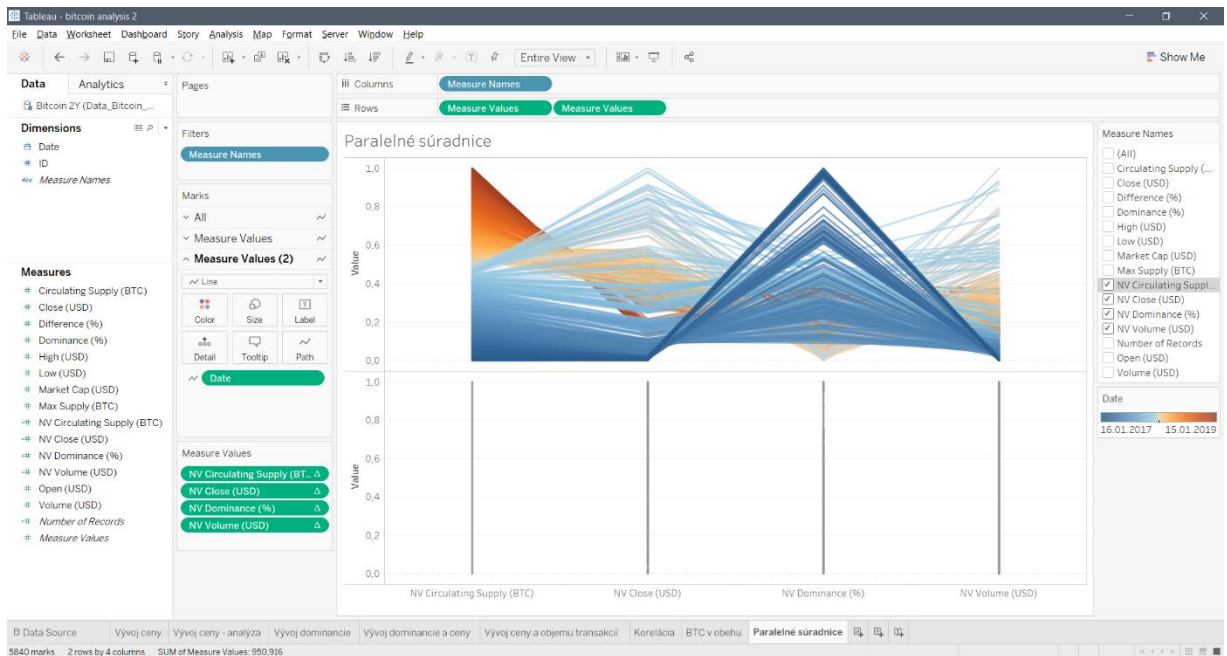 Tableau - bitcoin analysis 2
File Data Worksheet Dashboard Story Analysis Map Format Server Window Help
Entire View
Show Me
Data Analytics
Bitcoin 2Y (Data_Bitcoin_...
Dimensions
Date
ID
Abc Measure Names
Measures
Circulating Supply (BTC)
Close (USD)
Difference (%)
Dominance (%)
High (USD)
Low (USD)
Market Cap (USD)
Max Supply (BTC)
NV Circulating Supply (BTC)
NV Close (USD)
NV Dominance (%)
NV Volume (USD)
Open (USD)
Volume (USD)
Number of Records
Measure Values
Pages
Filters
Measure Names
Marks
All
Measure Values
Measure Values (2)
Line
Color Size Label
Detail Tooltip Path
Date
Measure Values
NV Circulating Supply (BT.. Δ
NV Close (USD) Δ
NV Dominance (%) Δ
NV Volume (USD) Δ
Columns Measure Names
Rows Measure Values Measure Values
Paralelné súradnice
1,0
0,8
0,6
0,4
0,2
0,0
Value
1,0
0,8
0,6
0,4
0,2
0,0
Value
NV Circulating Supply (BTC) NV Close (USD) NV Dominance (%) NV Volume (USD)
Measure Names
(All)
Circulating Supply (...
Close (USD)
Difference (%)
Dominance (%)
High (USD)
Low (USD)
Market Cap (USD)
Max Supply (BTC)
NV Circulating Suppl...
NV Close (USD)
NV Dominance (%)
NV Volume (USD)
Number of Records
Open (USD)
Volume (USD)
Date
16.01.2017 15.01.2019
Data Source Vývoj ceny Vývoj ceny - analýza Vývoj dominancie Vývoj dominancie a ceny Vývoj ceny a objemu transakcií Korelácia BTC v obehu Paralelné súradnice
5840 marks 2 rows by 4 columns SUM of Measure Values: 950,916